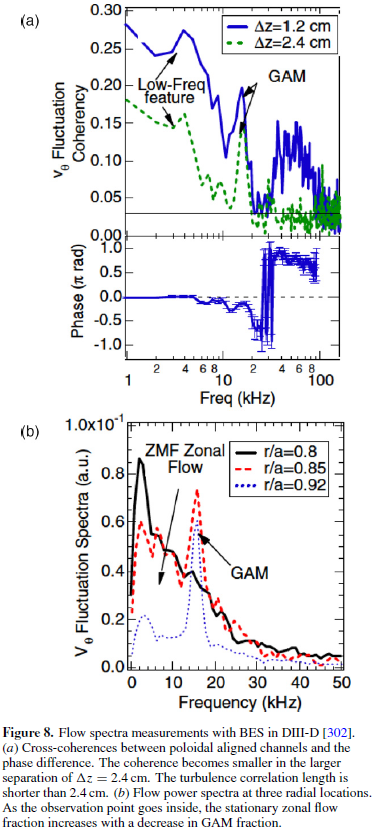 (a)
0.30
0.25
0.20
0.15
0.10
0.05
0.00
vθ Fluctuation
Coherency
Δz=1.2 cm
Δz=2.4 cm
Low-Freq
feature
GAM
1.0
0.5
0.0
-0.5
-1.0
Phase (π rad)
1 2 4 6 8 10 2 4 6 8 100
Freq (kHz)
(b)
1.0x10⁻¹
0.8
0.6
0.4
0.2
0.0
Vθ Fluctuation Spectra (a.u.)
ZMF Zonal
Flow
r/a=0.8
r/a=0.85
r/a=0.92
GAM
0 10 20 30 40 50
Frequency (kHz)
Figure 8. Flow spectra measurements with BES in DIII-D [302].
(a) Cross-coherences between poloidal aligned channels and the
phase difference. The coherence becomes smaller in the larger
separation of Δz = 2.4 cm. The turbulence correlation length is
shorter than 2.4 cm. (b) Flow power spectra at three radial locations.
As the observation point goes inside, the stationary zonal flow
fraction increases with a decrease in GAM fraction.